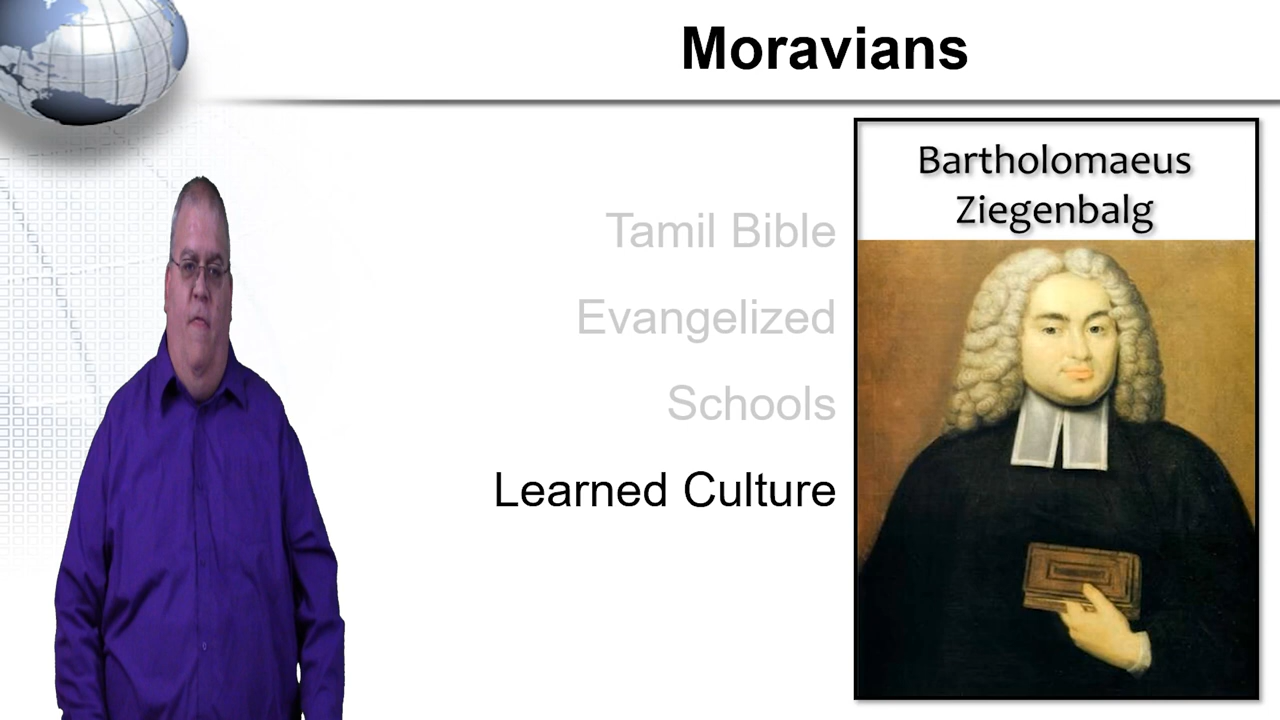 Moravians
Tamil Bible
Evangelized
Schools
Learned Culture
Bartholomaeus
Ziegenbalg